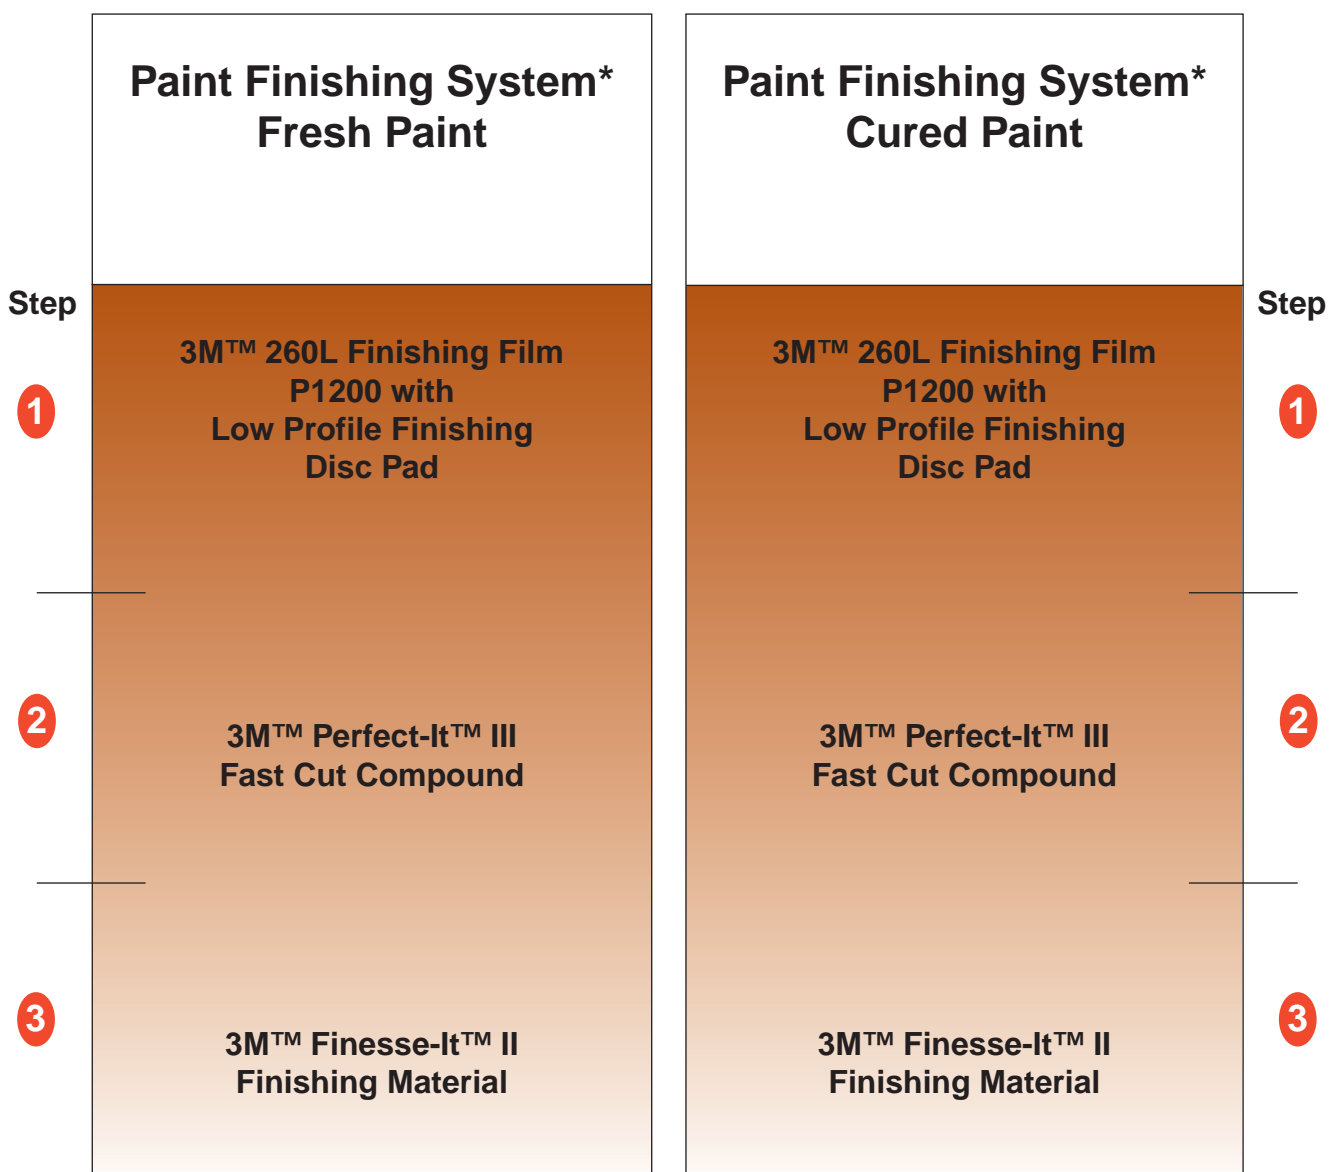 Paint Finishing System*
Fresh Paint
Paint Finishing System*
Cured Paint
Step
Step
1
3M™ 260L Finishing Film
P1200 with
Low Profile Finishing
Disc Pad
3M™ 260L Finishing Film
P1200 with
Low Profile Finishing
Disc Pad
1
2
3M™ Perfect-It™ III
Fast Cut Compound
3M™ Perfect-It™ III
Fast Cut Compound
2
3
3M™ Finesse-It™ II
Finishing Material
3M™ Finesse-It™ II
Finishing Material
3